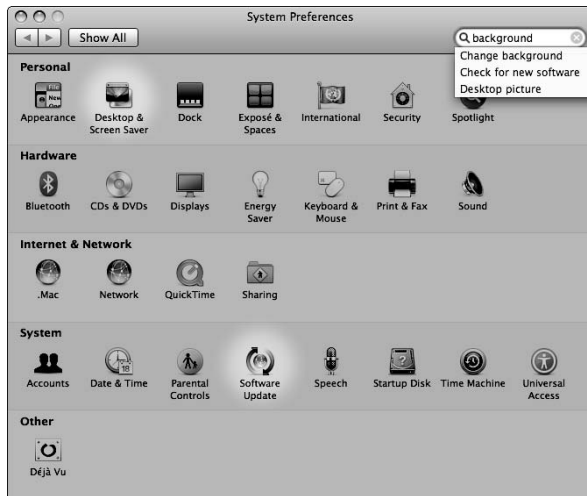 System Preferences
Show All
background
Change background
Check for new software
Desktop picture
Personal
Appearance
Desktop &
Screen Saver
Dock
Exposé &
Spaces
International
Security
Spotlight
Hardware
Bluetooth
CDs & DVDs
Displays
Energy
Saver
Keyboard &
Mouse
Print & Fax
Sound
Internet & Network
.Mac
Network
QuickTime
Sharing
System
Accounts
Date & Time
Parental
Controls
Software
Update
Speech
Startup Disk
Time Machine
Universal
Access
Other
Déjà Vu